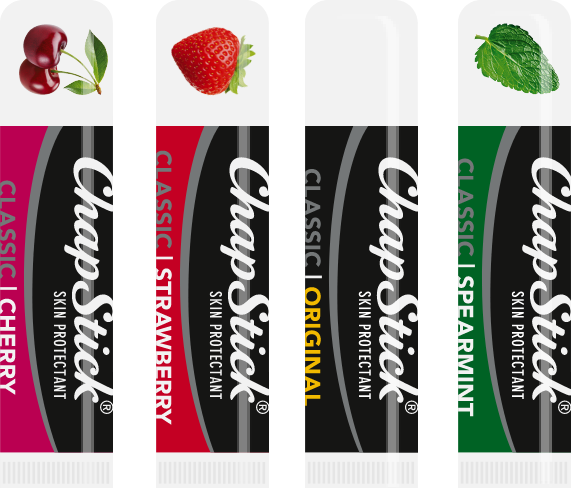 CLASSIC | CHERRY
ChapStick®
SKIN PROTECTANT
CLASSIC | STRAWBERRY
ChapStick®
SKIN PROTECTANT
CLASSIC | ORIGINAL
ChapStick®
SKIN PROTECTANT
CLASSIC | SPEARMINT
ChapStick®
SKIN PROTECTANT